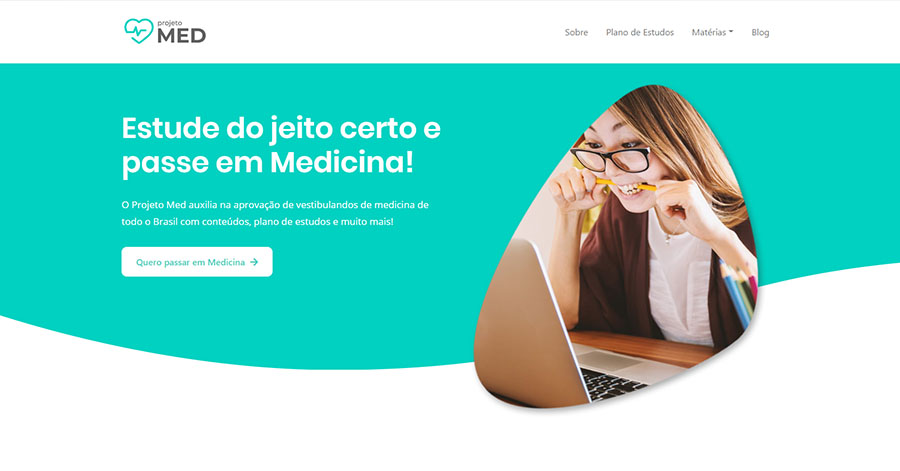 projeto
MED
Sobre
Plano de Estudos
Matérias
Blog
Estude do jeito certo e
passe em Medicina!
O Projeto Med auxilia na aprovação de vestibulandos de medicina de
todo o Brasil com conteúdos, plano de estudos e muito mais!
Quero passar em Medicina